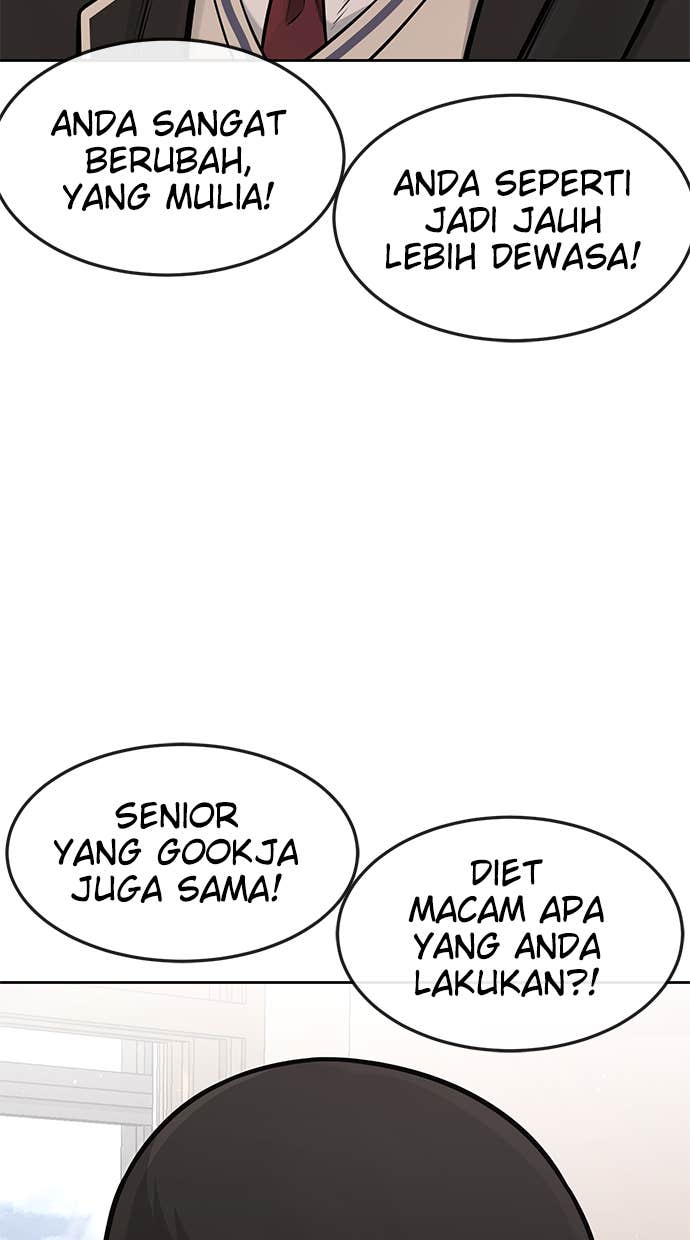 ANDA SANGAT
BERUBAH,
YANG MULIA!
ANDA SEPERTI
JADI JAUH
LEBIH DEWASA!
SENIOR
YANG GOOKJA
JUGA SAMA!
DIET
MACAM APA
YANG ANDA
LAKUKAN?!